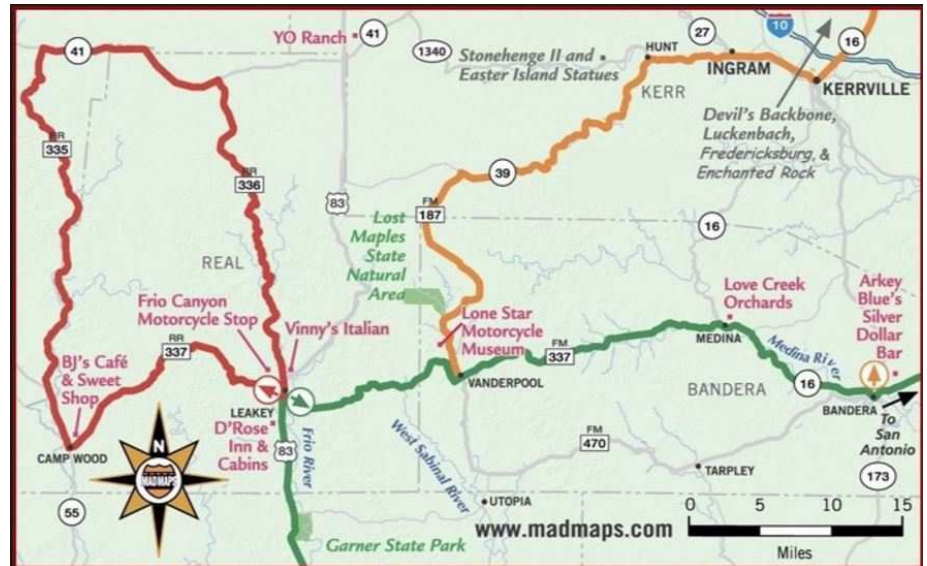 41
YO Ranch
41
1340
Stonehenge II and
Easter Island Statues
HUNT
27
INGRAM
10
16
KERR
KERRVILLE
Devil's Backbone,
Luckenbach,
Fredericksburg, &
Enchanted Rock
RR
335
RR
336
83
39
FM
187
16
Lost
Maples
State
Natural
Area
REAL
Frio Canyon
Motorcycle Stop
Vinny's Italian
Lone Star
Motorcycle
Museum
Love Creek
Orchards
Arkey
Blue's
Silver
Dollar
Bar
RR
337
FM
337
MEDINA
Medina River
BJ's Café
& Sweet
Shop
VANDERPOOL
BANDERA
16
LEAKEY
D'Rose
Inn &
Cabins
83
Frio River
West Sabinal River
BANDERA
To
San
Antonio
FM
470
CAMP WOOD
N
MAD MAPS
TARPLEY
173
UTOPIA
55
www.madmaps.com
0 5 10 15
Miles
Garner State Park